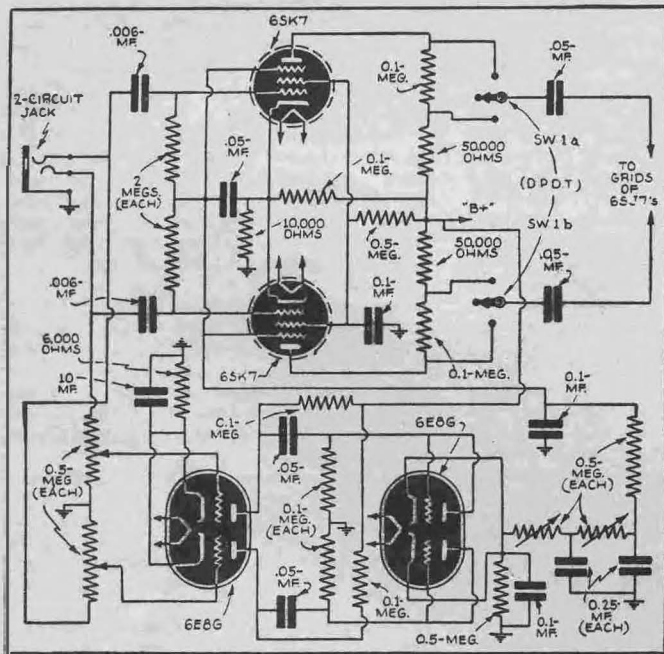 6SK7
.006-
MF.
0.1-
MEG.
.05-
MF.
2-CIRCUIT
JACK
2
MEGS.
(EACH)
.05-
MF.
0.1-
MEG.
50,000
OHMS
SW 1a
(D.P.D.T)
SW 1b
TO
GRIDS
OF
6SJ7's
"B+"
10,000
OHMS
0.5-
MEG.
50,000
OHMS
.05-
MF.
.006-
MF.
0.1-
MF.
6,000
OHMS
10
MF.
6SK7
0.1-MEG.
0.1-
MEG
6E8G
0.1-
MF.
.05-
MF.
0.5-
MEG
(EACH)
0.1-
MEG.
(EACH)
0.5-
MEG.
(EACH)
.05-
MF.
6E8G
0.1-
MEG.
0.5-MEG.
0.1-
MF.
0.25-
MF.
(EACH)